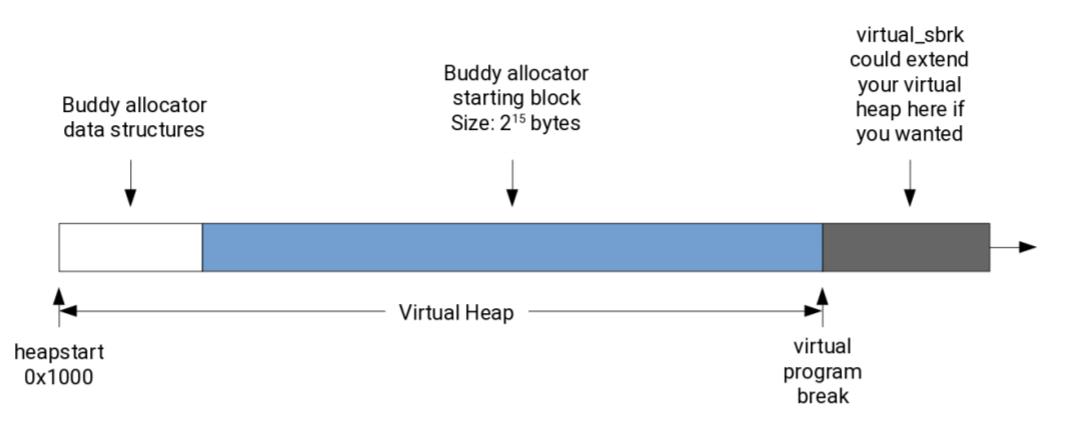 virtual_sbrk
could extend
your virtual
heap here if
you wanted
Buddy allocator
starting block
Size: 2¹⁵ bytes
Buddy allocator
data structures
Virtual Heap
heapstart
0x1000
virtual
program
break